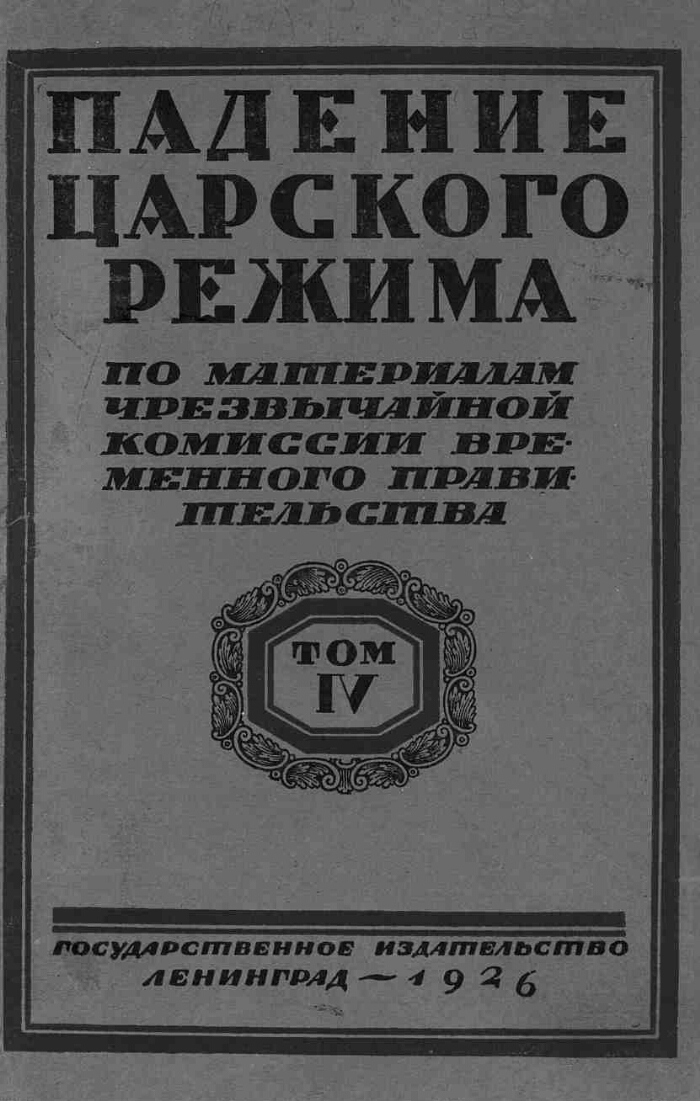 ПАДЕНИЕ
ЦАРСКОГО
РЕЖИМА
ПО МАТЕРИАЛАМ
ЧРЕЗВЫЧАЙНОЙ
КОМИССИИ ВРЕ-
МЕННОГО ПРАВИ-
ТЕЛЬСТВА
ТОМ
IV
ГОСУДАРСТВЕННОЕ ИЗДАТЕЛЬСТВО
ЛЕНИНГРАД — 1926